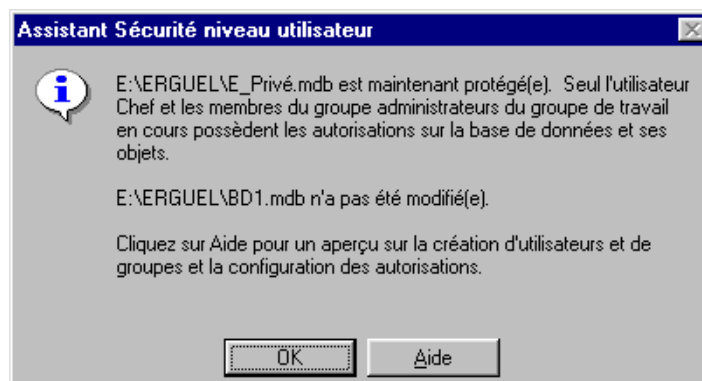 Assistant Sécurité niveau utilisateur
E:\ERGUEL\E_Privé.mdb est maintenant protégé(e).  Seul l'utilisateur
Chef et les membres du groupe administrateurs du groupe de travail
en cours possèdent les autorisations sur la base de données et ses
objets.
E:\ERGUEL\BD1.mdb n'a pas été modifié(e).
Cliquez sur Aide pour un aperçu sur la création d'utilisateurs et de
groupes et la configuration des autorisations.
OK
Aide